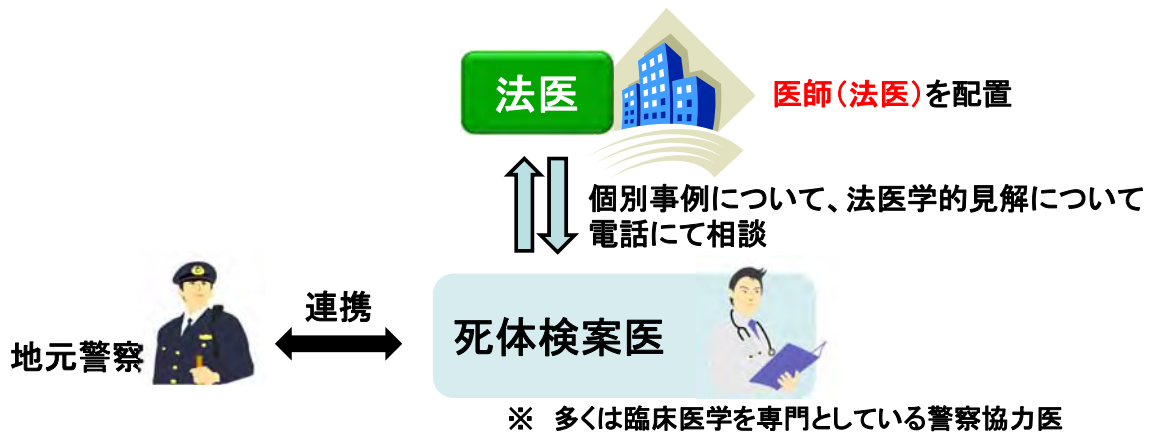 法医
医師（法医）を配置
個別事例について、法医学的見解について
電話にて相談
連携
地元警察
死体検案医
※　多くは臨床医学を専門としている警察協力医